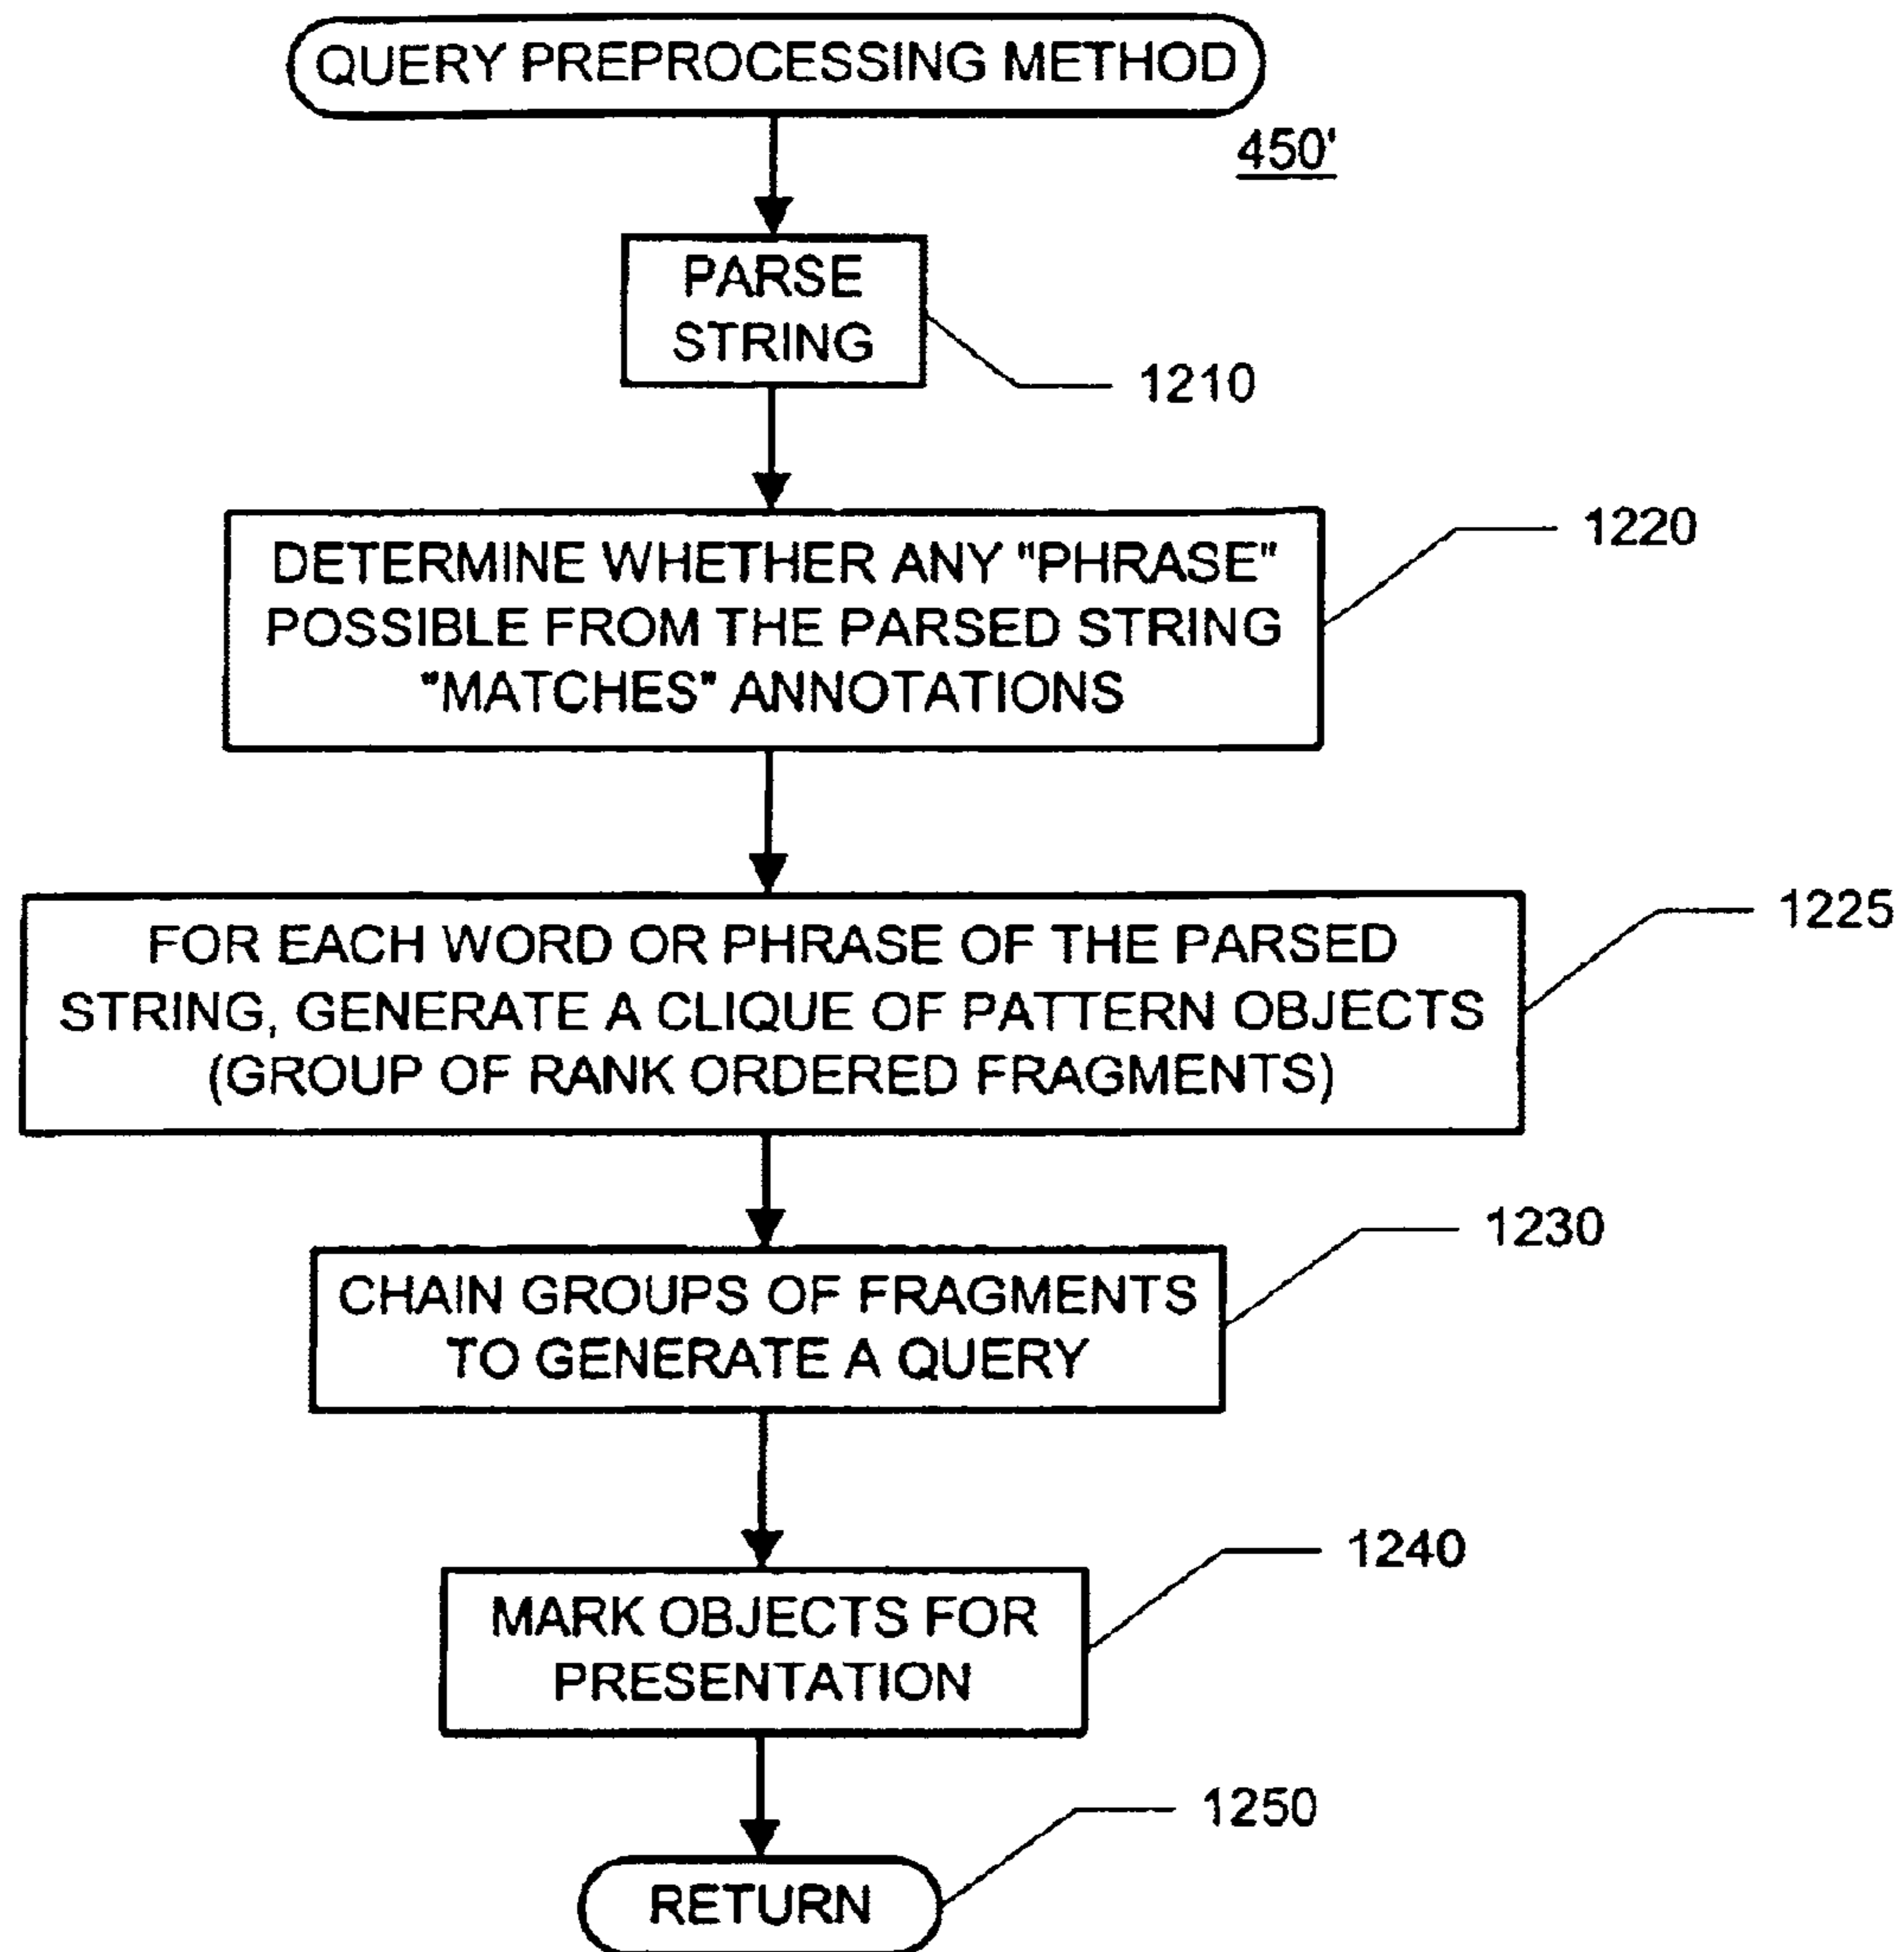 QUERY PREPROCESSING METHOD
450'
PARSE
STRING
1210
1220
DETERMINE WHETHER ANY "PHRASE"
POSSIBLE FROM THE PARSED STRING
"MATCHES" ANNOTATIONS
1225
FOR EACH WORD OR PHRASE OF THE PARSED
STRING, GENERATE A CLIQUE OF PATTERN OBJECTS
(GROUP OF RANK ORDERED FRAGMENTS)
1230
CHAIN GROUPS OF FRAGMENTS
TO GENERATE A QUERY
1240
MARK OBJECTS FOR
PRESENTATION
1250
RETURN